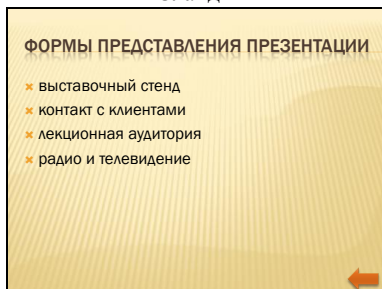 ФОРМЫ ПРЕДСТАВЛЕНИЯ ПРЕЗЕНТАЦИИ
выставочный стенд
контакт с клиентами
лекционная аудитория
радио и телевидение